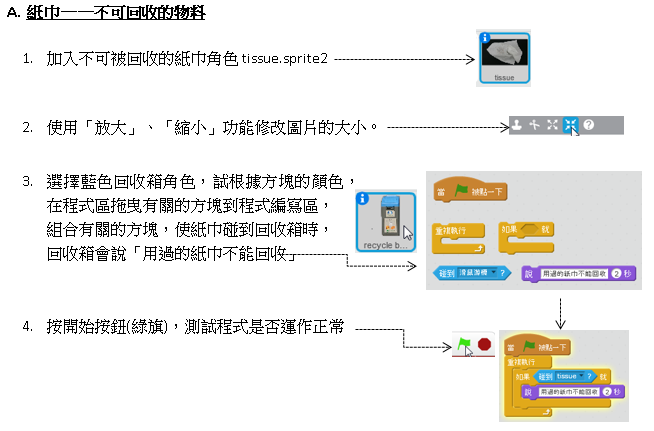 A. 紙巾——不可回收的物料
1. 加入不可被回收的紙巾角色 tissue.sprite2
tissue
2. 使用「放大」、「縮小」功能修改圖片的大小。
3. 選擇藍色回收箱角色，試根據方塊的顏色，
在程式區拖曳有關的方塊到程式編寫區，
組合有關的方塊，使紙巾碰到回收箱時，
回收箱會說「用過的紙巾不能回收」
recycle b...
當 被點一下
重複執行
如果 就
碰到 滑鼠游標 ?
說 用過的紙巾不能回收 2 秒
4. 按開始按鈕(綠旗)，測試程式是否運作正常
當 被點一下
重複執行
如果 碰到 tissue ? 就
說 用過的紙巾不能回收 2 秒